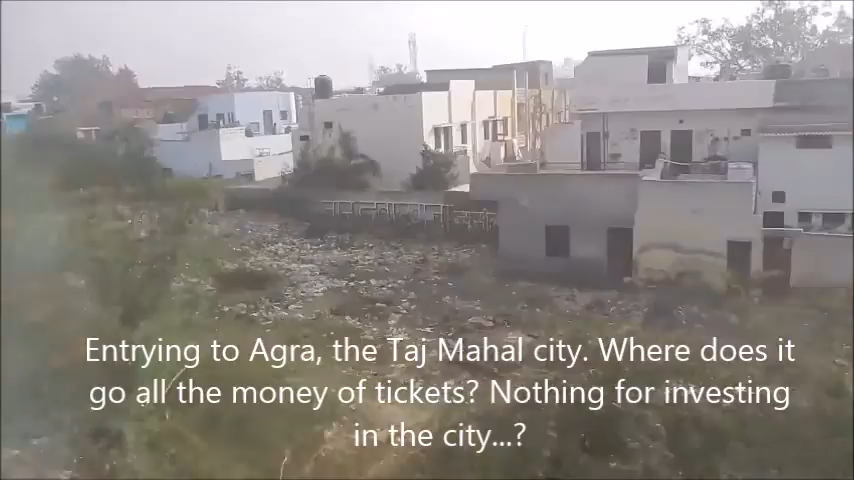 Entrying to Agra, the Taj Mahal city. Where does it
go all the money of tickets? Nothing for investing
in the city...?